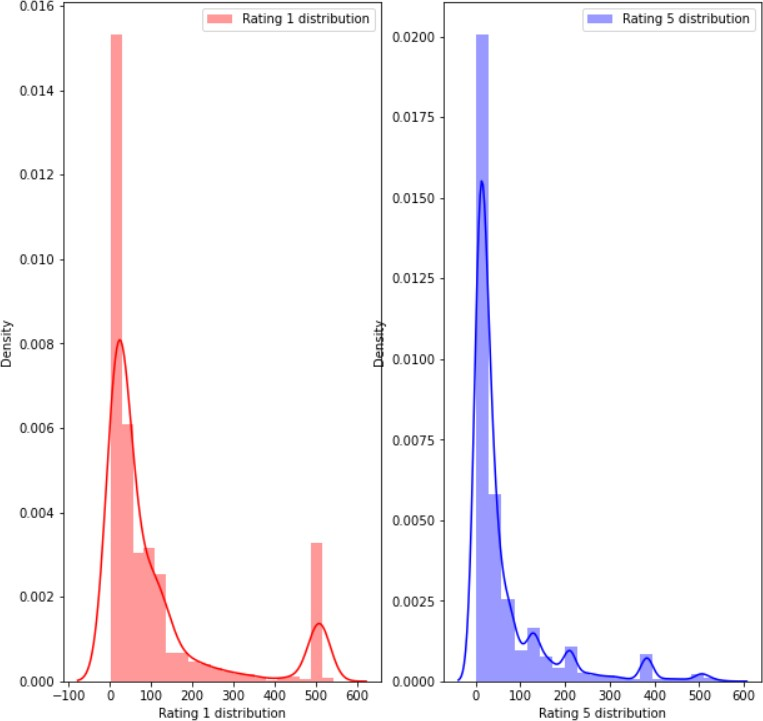 Rating 1 distribution
Rating 5 distribution
0.016
0.014
0.012
0.010
0.008
0.006
0.004
0.002
0.000
Density
−100 0 100 200 300 400 500 600
Rating 1 distribution
0.0200
0.0175
0.0150
0.0125
0.0100
0.0075
0.0050
0.0025
0.0000
Density
0 100 200 300 400 500 600
Rating 5 distribution